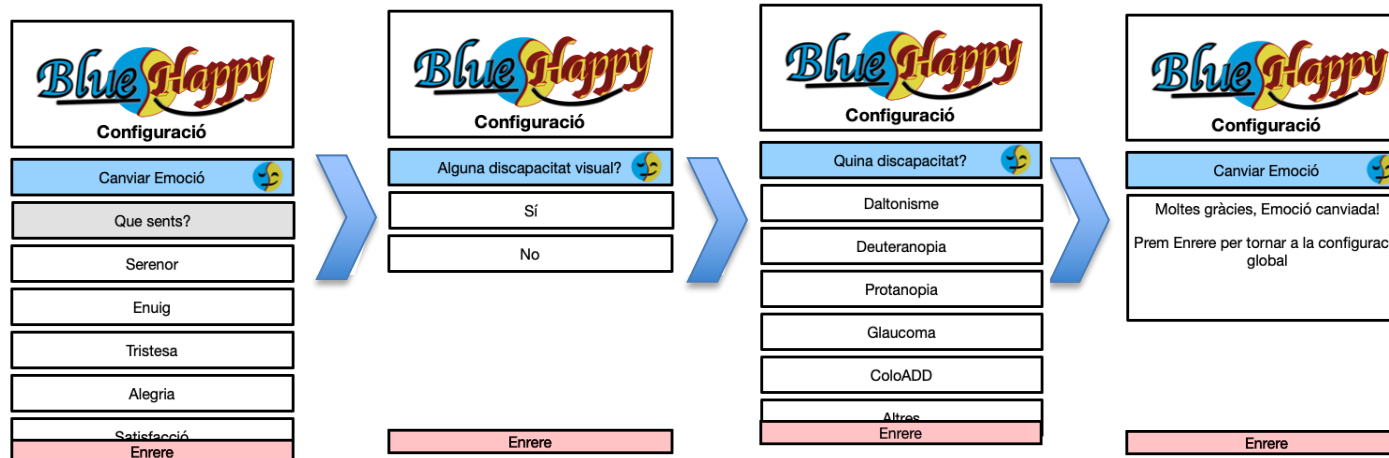 Blue Happy
Configuració
Canviar Emoció
Que sents?
Serenor
Enuig
Tristesa
Alegria
Satisfacció
Enrere
Blue Happy
Configuració
Alguna discapacitat visual?
Sí
No
Enrere
Blue Happy
Configuració
Quina discapacitat?
Daltonisme
Deuteranopia
Protanopia
Glaucoma
ColoADD
Altres
Enrere
Blue Happy
Configuració
Canviar Emoció
Moltes gràcies, Emoció canviada!
Prem Enrere per tornar a la configurac
global
Enrere